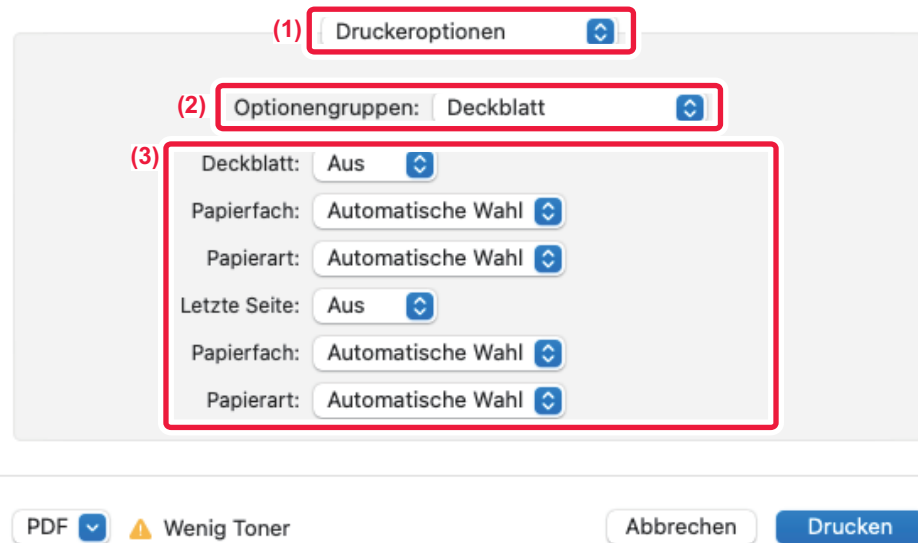 (1) Druckeroptionen
(2) Optionengruppen: Deckblatt
(3)
Deckblatt: Aus
Papierfach: Automatische Wahl
Papierart: Automatische Wahl
Letzte Seite: Aus
Papierfach: Automatische Wahl
Papierart: Automatische Wahl
PDF Wenig Toner Abbrechen Drucken